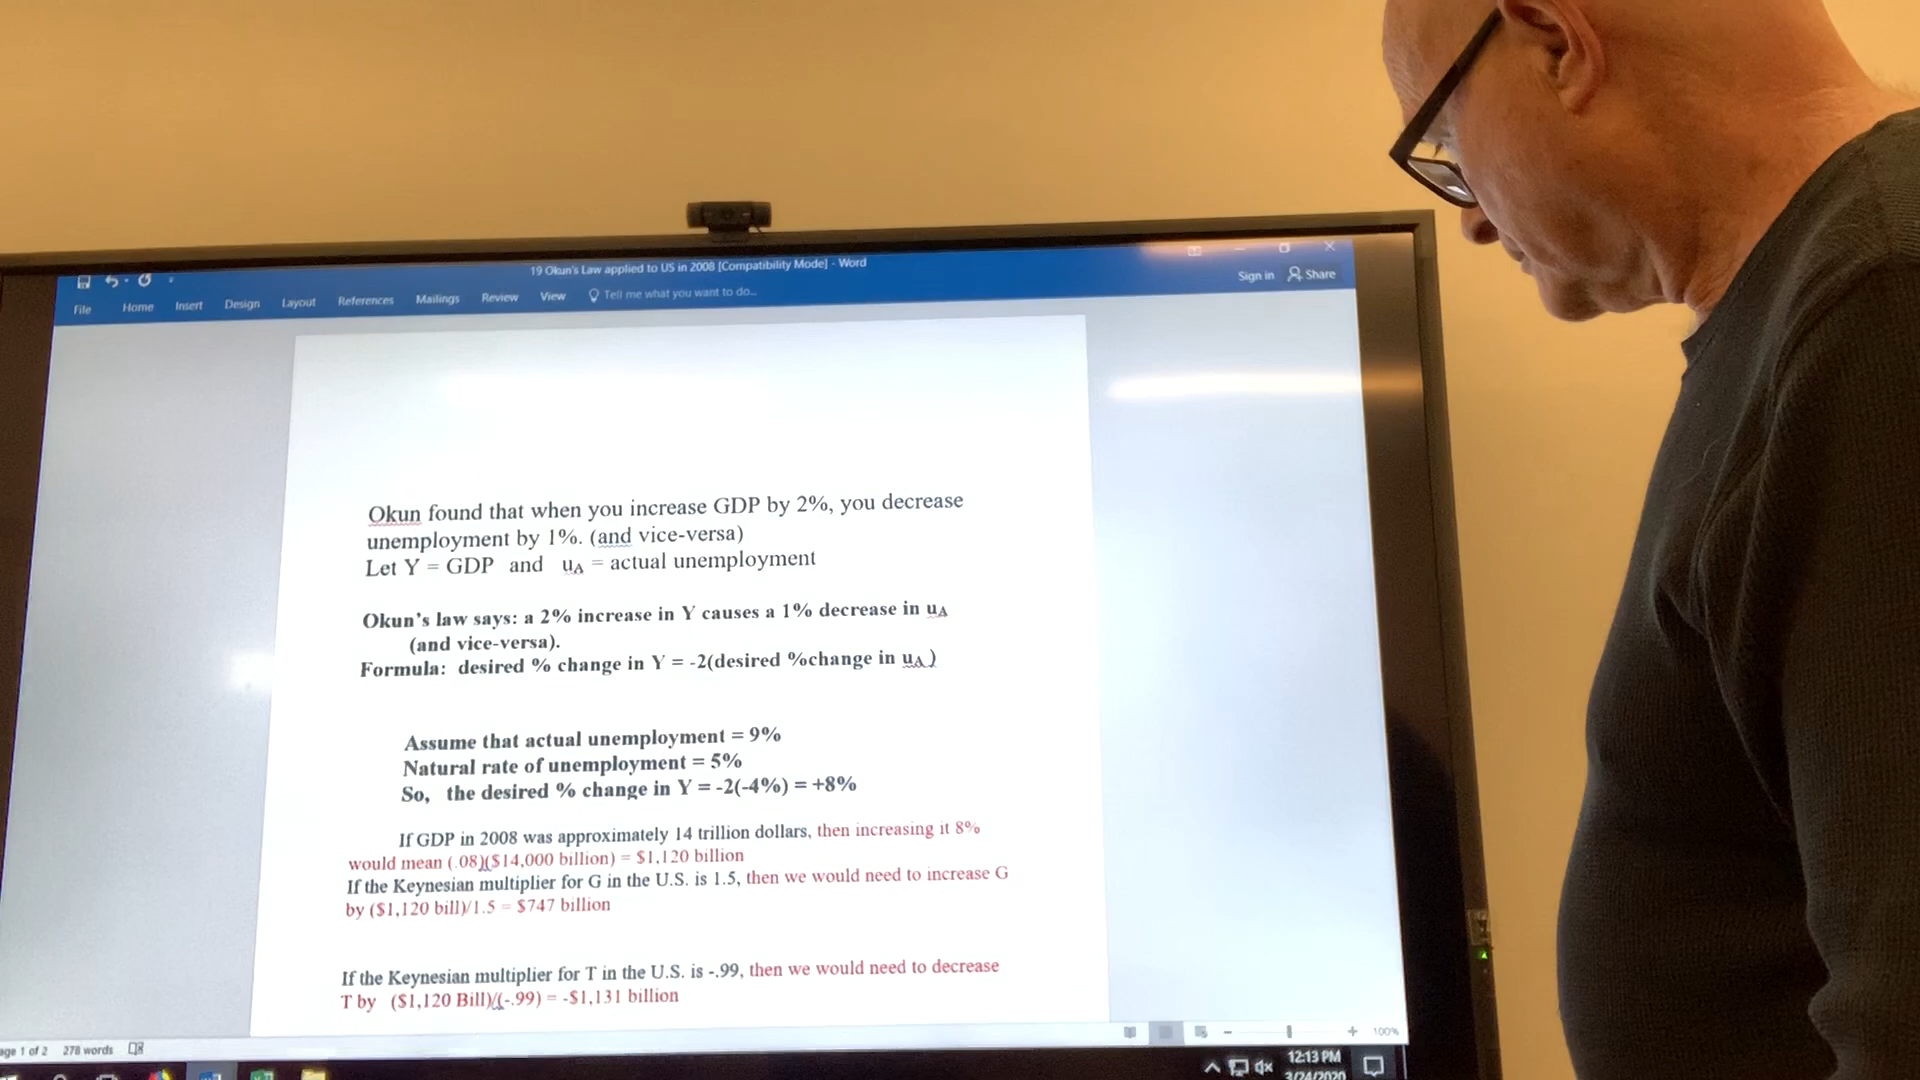 19 Okun's Law applied to US in 2008 [Compatibility Mode] - Word
Sign in Share
File Home Insert Design Layout References Mailings Review View Tell me what you want to do...
Okun found that when you increase GDP by 2%, you decrease
unemployment by 1%. (and vice-versa)
Let Y = GDP and uA = actual unemployment
Okun's law says: a 2% increase in Y causes a 1% decrease in uA
(and vice-versa).
Formula: desired % change in Y = -2(desired %change in uA)
Assume that actual unemployment = 9%
Natural rate of unemployment = 5%
So, the desired % change in Y = -2(-4%) = +8%
If GDP in 2008 was approximately 14 trillion dollars, then increasing it 8%
would mean (.08)($14,000 billion) = $1,120 billion
If the Keynesian multiplier for G in the U.S. is 1.5, then we would need to increase G
by ($1,120 bill)/1.5 = $747 billion
If the Keynesian multiplier for T in the U.S. is -.99, then we would need to decrease
T by ($1,120 Bill)/(-.99) = -$1,131 billion
age 1 of 2 278 words 100%
12:13 PM
3/24/2020